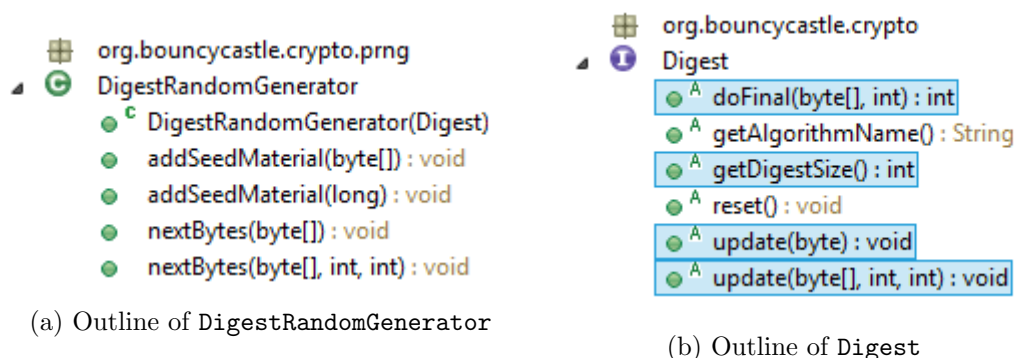 org.bouncycastle.crypto.prng
C DigestRandomGenerator
C DigestRandomGenerator(Digest)
addSeedMaterial(byte[]) : void
addSeedMaterial(long) : void
nextBytes(byte[]) : void
nextBytes(byte[], int, int) : void
(a) Outline of DigestRandomGenerator
org.bouncycastle.crypto
I Digest
A doFinal(byte[], int) : int
A getAlgorithmName() : String
A getDigestSize() : int
A reset() : void
A update(byte) : void
A update(byte[], int, int) : void
(b) Outline of Digest